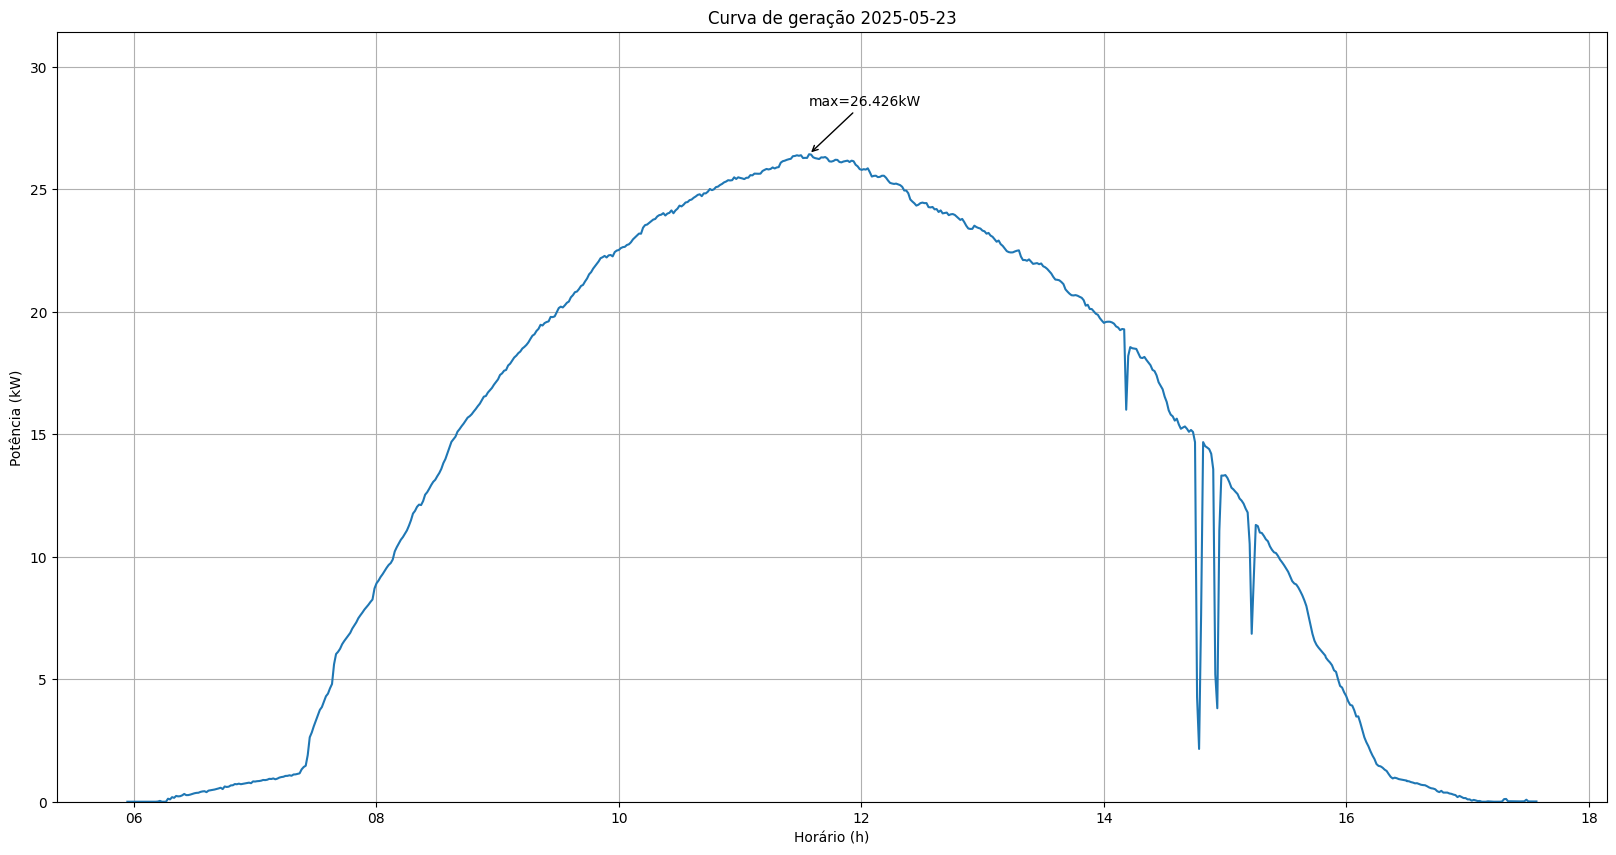 Curva de geração 2025-05-23
max=26.426kW
Potência (kW)
30
25
20
15
10
5
0
06 08 10 12 14 16 18
Horário (h)